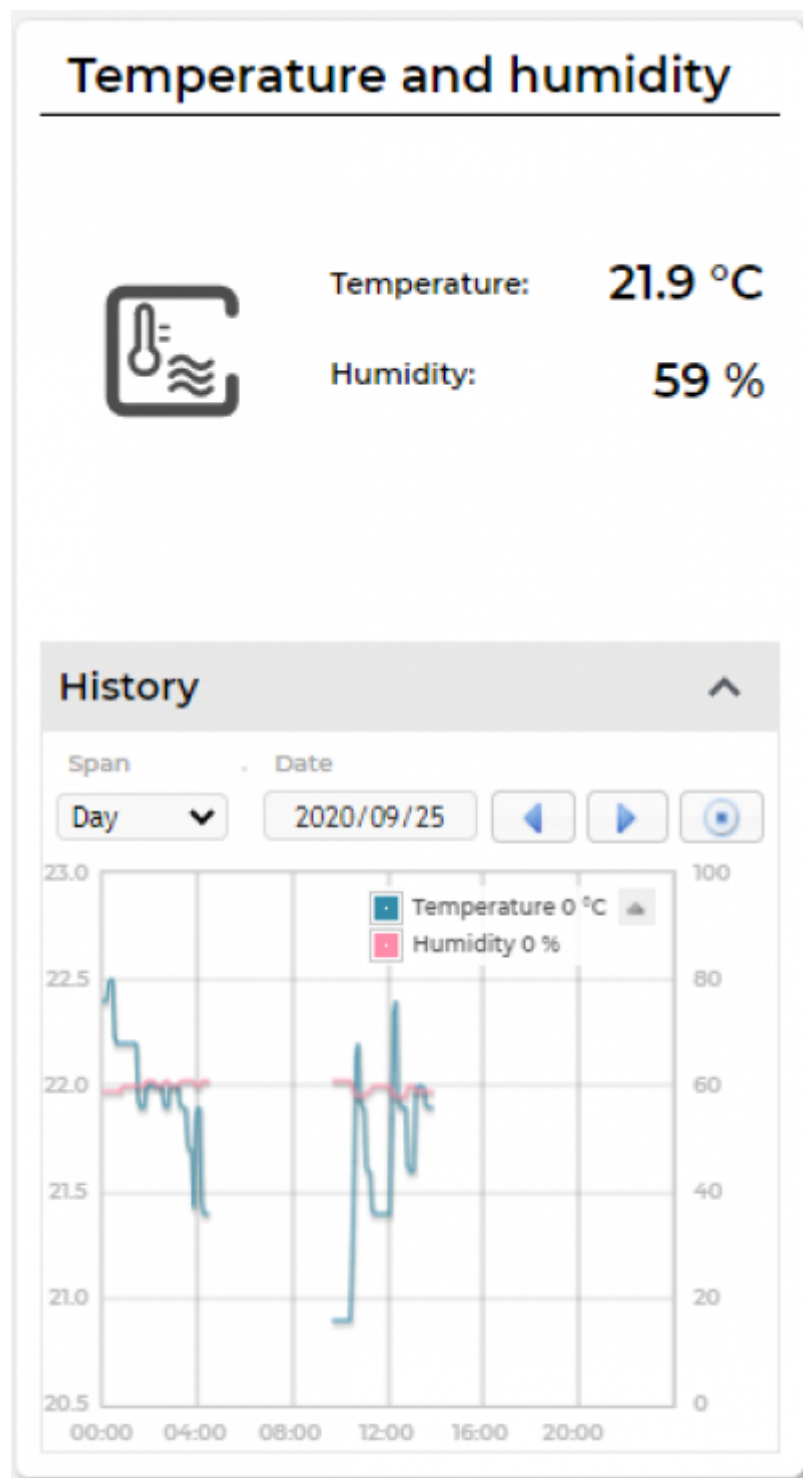 Temperature and humidity
Temperature: 21.9 °C
Humidity: 59 %
History
Span . Date
Day 2020/09/25
23.0 100
Temperature 0 °C
Humidity 0 %
22.5 80
22.0 60
21.5 40
21.0 20
20.5 0
00:00 04:00 08:00 12:00 16:00 20:00